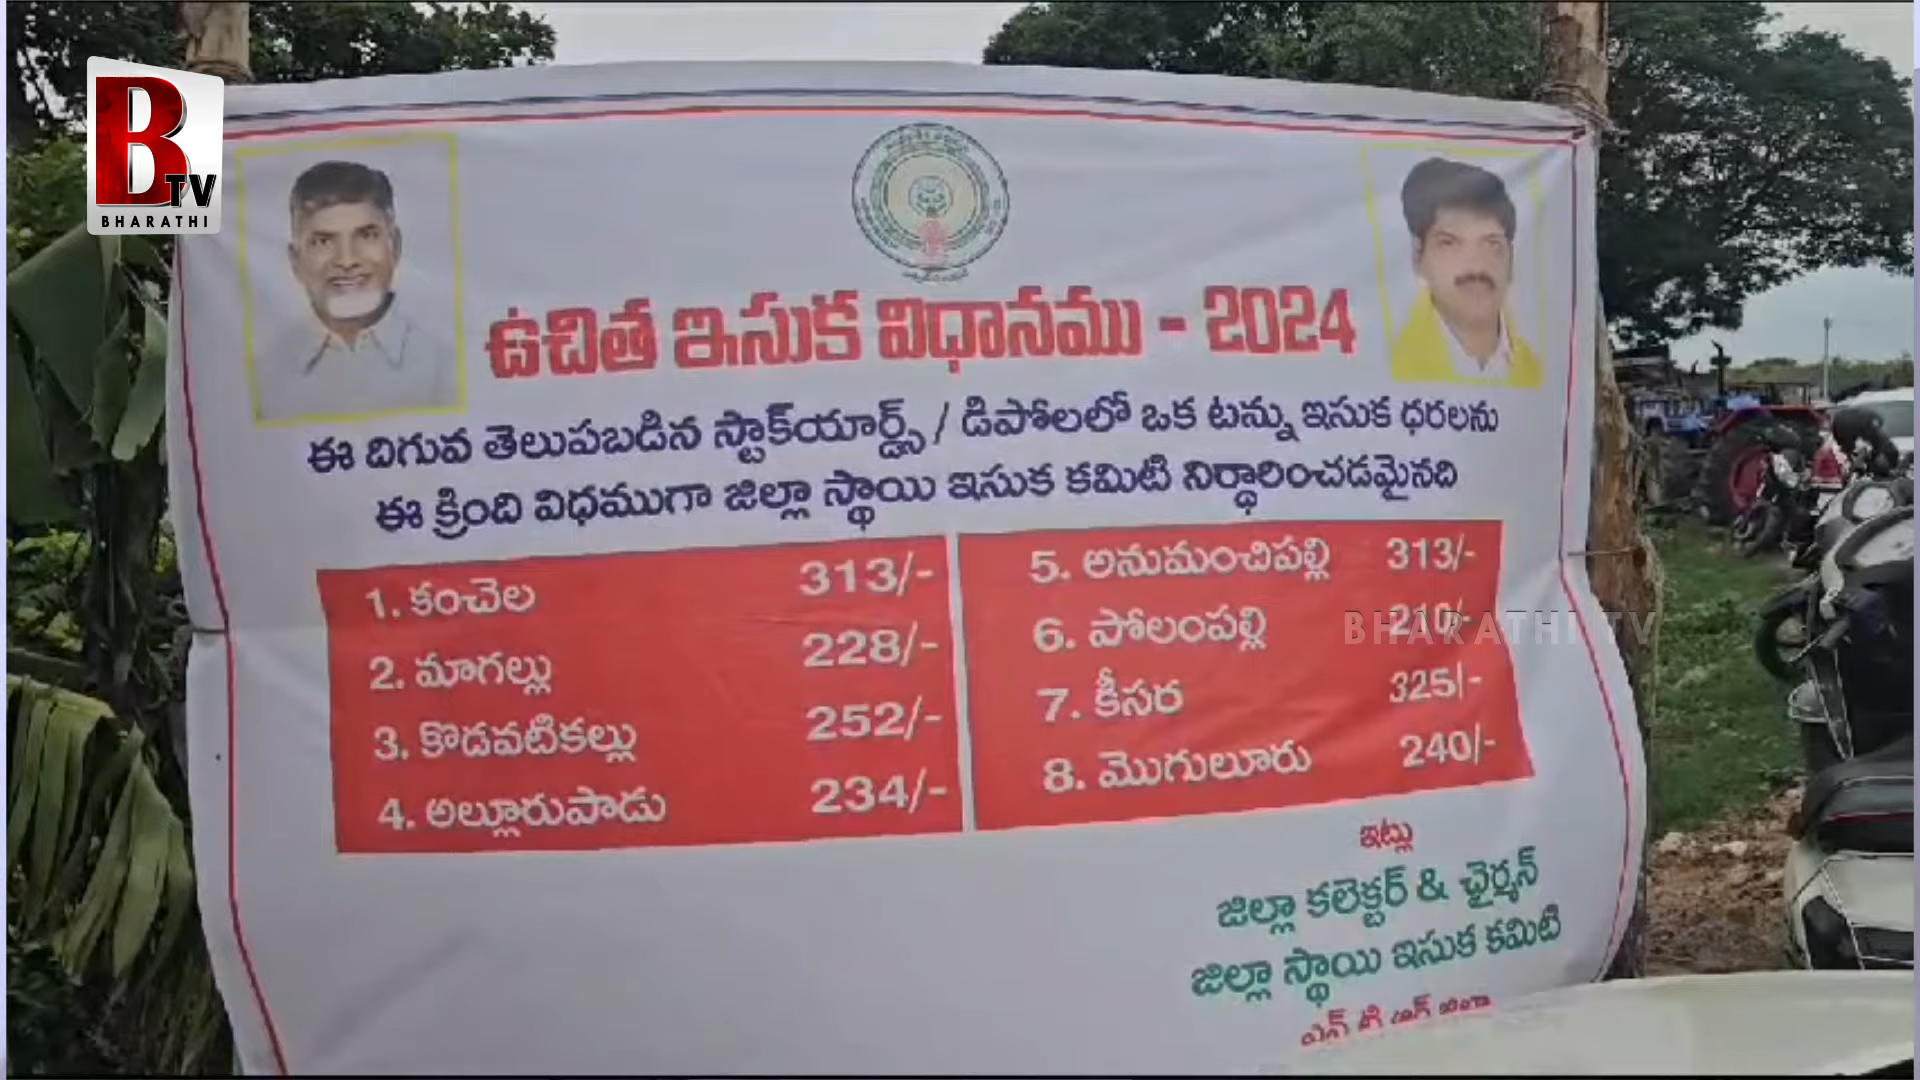 B
TV
BHARATHI
ఉచిత ఇసుక విధానము - 2024
ఈ దిగువ తెలుపబడిన స్టాక్‌యార్డ్స్ / డిపోలలో ఒక టన్ను ఇసుక ధరలను
ఈ క్రింది విధముగా జిల్లా స్థాయి ఇసుక కమిటి నిర్ధారించడమైనది
1. కంచెల 313/-
2. మాగల్లు 228/-
3. కొడవటికల్లు 252/-
4. అల్లూరుపాడు 234/-
5. అనుమంచిపల్లి 313/-
6. పోలంపల్లి 210/-
7. కీసర 325/-
8. మొగులూరు 240/-
BHARATHI TV
ఇట్లు
జిల్లా కలెక్టర్ & ఛైర్మన్
జిల్లా స్థాయి ఇసుక కమిటి